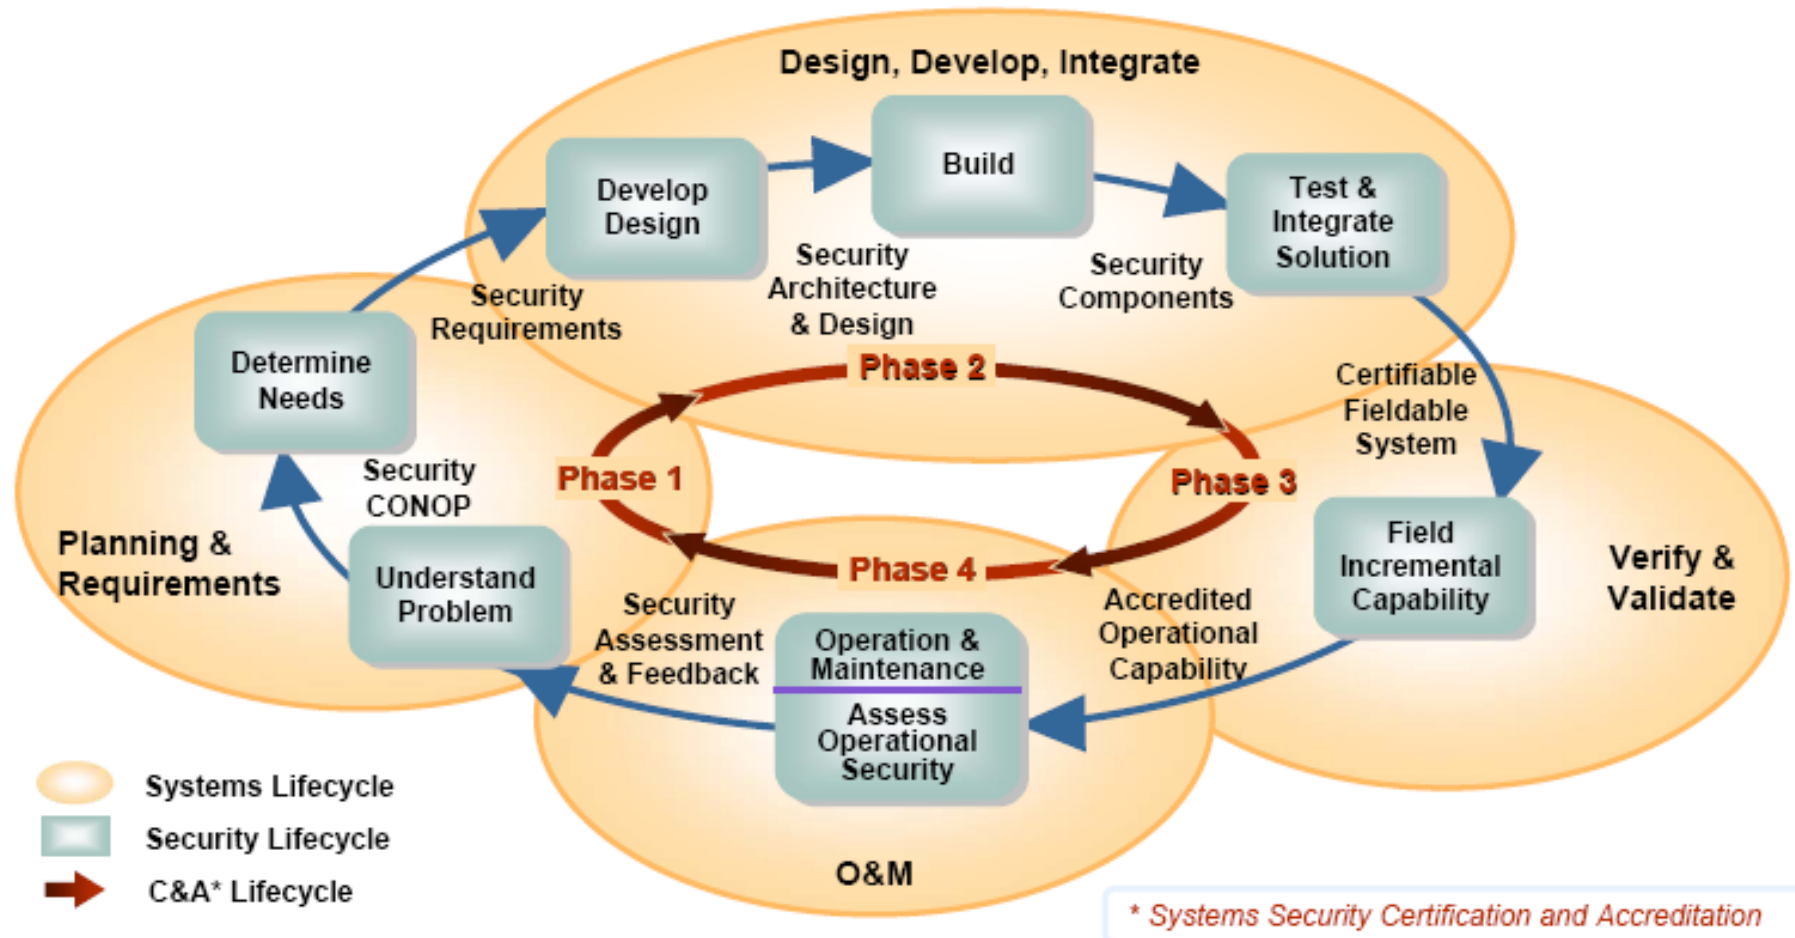 Design, Develop, Integrate
Develop
Design
Build
Test &
Integrate
Solution
Security
Requirements
Security
Architecture
& Design
Security
Components
Determine
Needs
Security
CONOP
Planning &
Requirements
Understand
Problem
Phase 1
Phase 2
Phase 3
Phase 4
Certifiable
Fieldable
System
Field
Incremental
Capability
Verify &
Validate
Accredited
Operational
Capability
Security
Assessment
& Feedback
Operation &
Maintenance
Assess
Operational
Security
O&M
Systems Lifecycle
Security Lifecycle
C&A* Lifecycle
* Systems Security Certification and Accreditation